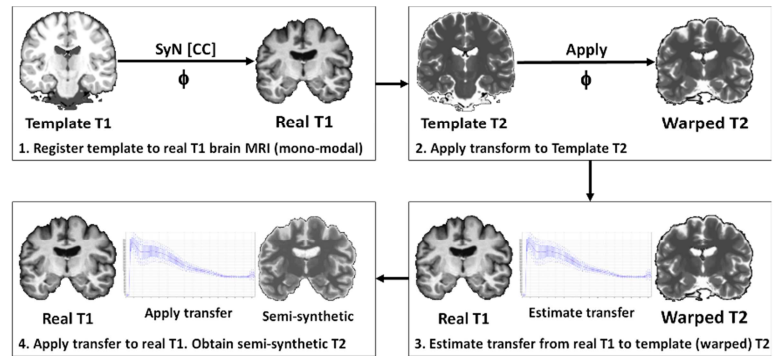 SyN [CC]
ϕ
Template T1
Real T1
1. Register template to real T1 brain MRI (mono-modal)
Apply
ϕ
Template T2
Warped T2
2. Apply transform to Template T2
Real T1
Estimate transfer
Warped T2
3. Estimate transfer from real T1 to template (warped) T2
Real T1
Apply transfer
Semi-synthetic
4. Apply transfer to real T1. Obtain semi-synthetic T2